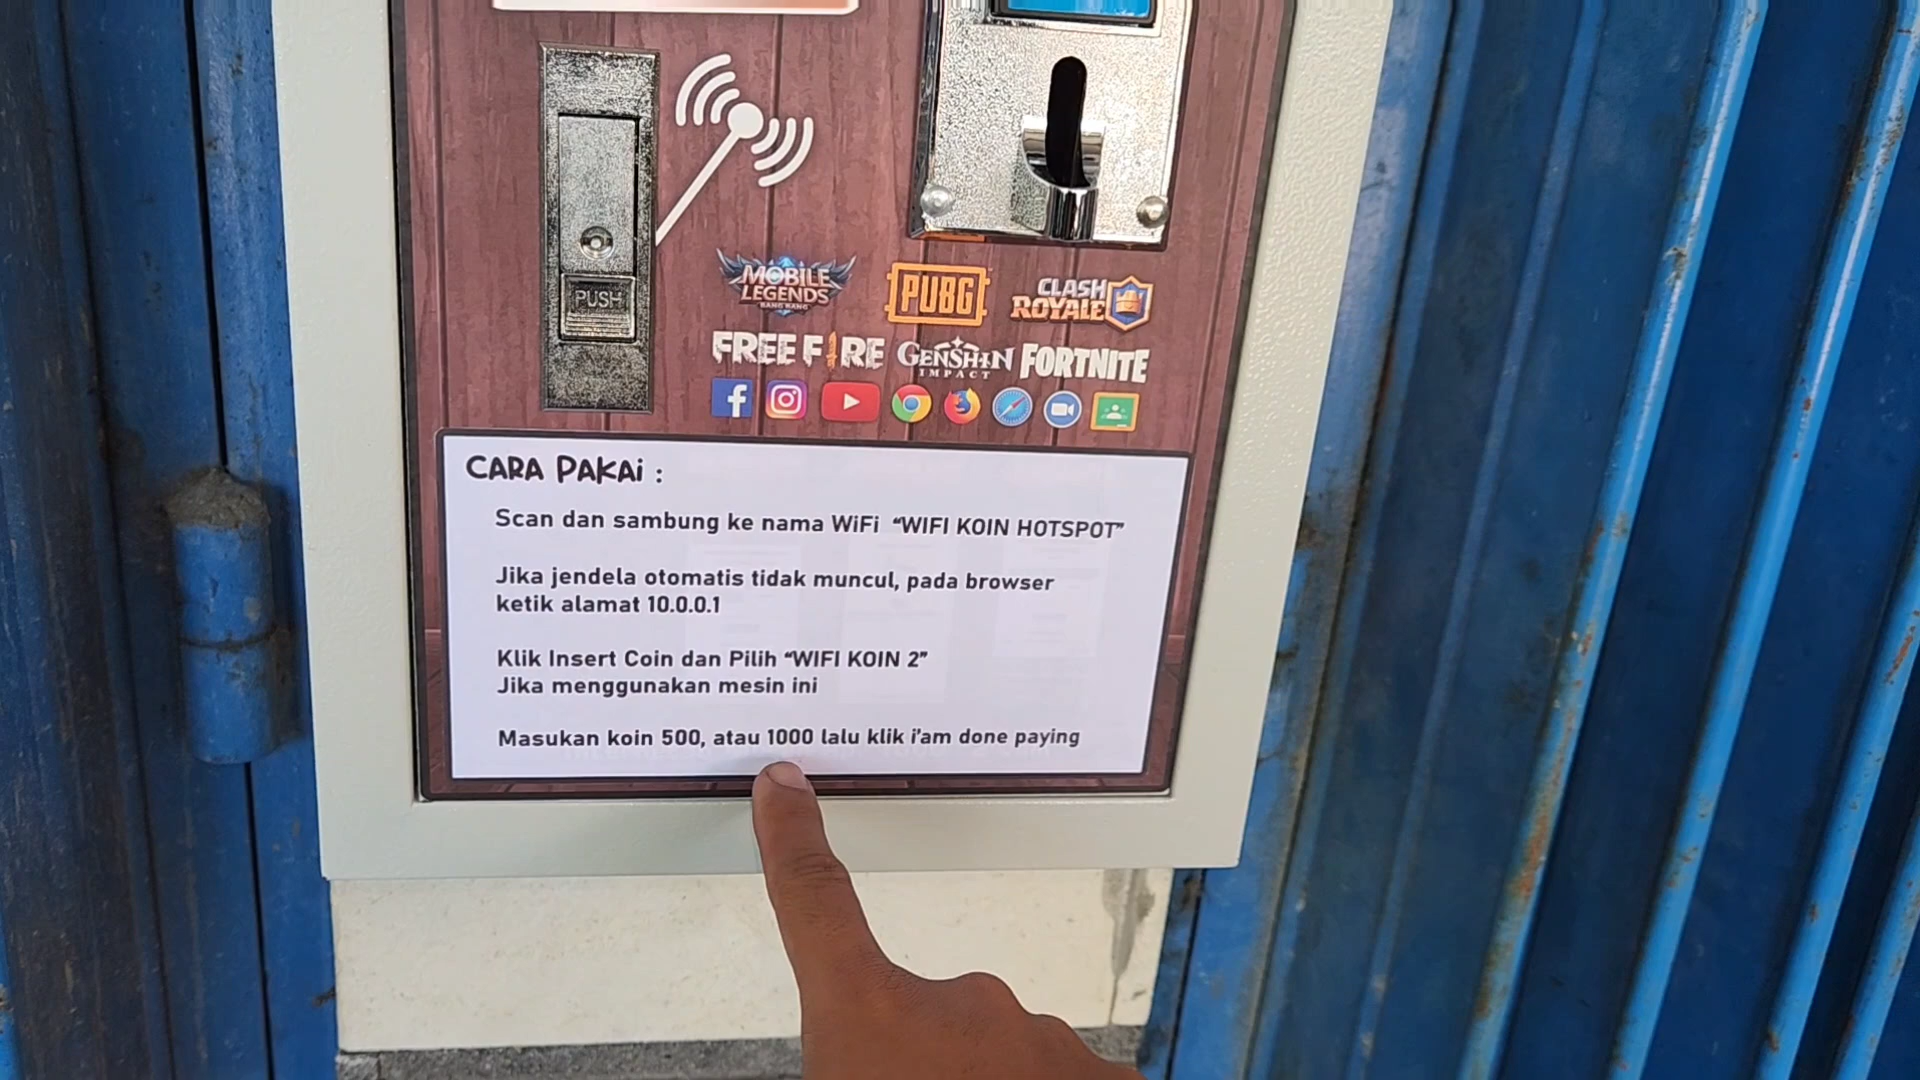 PUSH
MOBILE
LEGENDS
BANG BANG
PUBG
CLASH
ROYALE
FREE FIRE
GENSHIN
IMPACT
FORTNITE
CARA PAKAI :
Scan dan sambung ke nama WiFi “WIFI KOIN HOTSPOT”
Jika jendela otomatis tidak muncul, pada browser
ketik alamat 10.0.0.1
Klik Insert Coin dan Pilih “WIFI KOIN 2”
Jika menggunakan mesin ini
Masukan koin 500, atau 1000 lalu klik i'am done paying